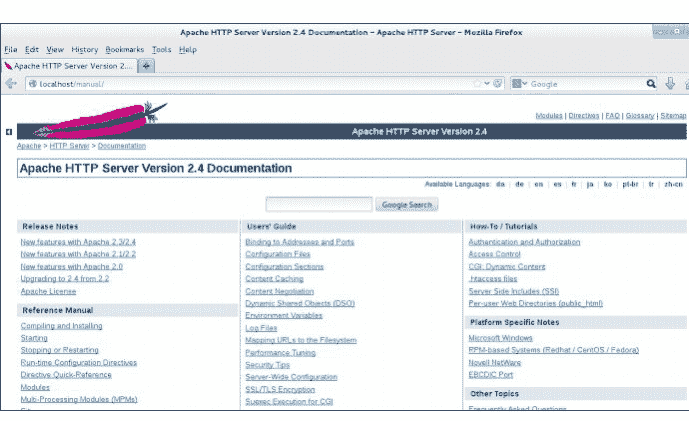 Apache HTTP Server Version 2.4 Documentation - Apache HTTP Server - Mozilla Firefox
File Edit View History Bookmarks Tools Help
Apache HTTP Server Version 2....
localhost/manual/
Google
Modules | Directives | FAQ | Glossary | Sitemap
Apache HTTP Server Version 2.4
Apache > HTTP Server > Documentation
Apache HTTP Server Version 2.4 Documentation
Available Languages: da | de | en | es | fr | ja | ko | pt-br | tr | zh-cn
Google Search
Release Notes
New features with Apache 2.3/2.4
New features with Apache 2.1/2.2
New features with Apache 2.0
Upgrading to 2.4 from 2.2
Apache License
Reference Manual
Compiling and Installing
Starting
Stopping or Restarting
Run-time Configuration Directives
Directive Quick-Reference
Modules
Multi-Processing Modules (MPMs)
Users' Guide
Binding to Addresses and Ports
Configuration Files
Configuration Sections
Content Caching
Content Negotiation
Dynamic Shared Objects (DSO)
Environment Variables
Log Files
Mapping URLs to the Filesystem
Performance Tuning
Security Tips
Server-Wide Configuration
SSL/TLS Encryption
Suexec Execution for CGI
How-To / Tutorials
Authentication and Authorization
Access Control
CGI: Dynamic Content
.htaccess files
Server Side Includes (SSI)
Per-user Web Directories (public_html)
Platform Specific Notes
Microsoft Windows
RPM-based Systems (Redhat / CentOS / Fedora)
Novell NetWare
EBCDIC Port
Other Topics
Frequently Asked Questions